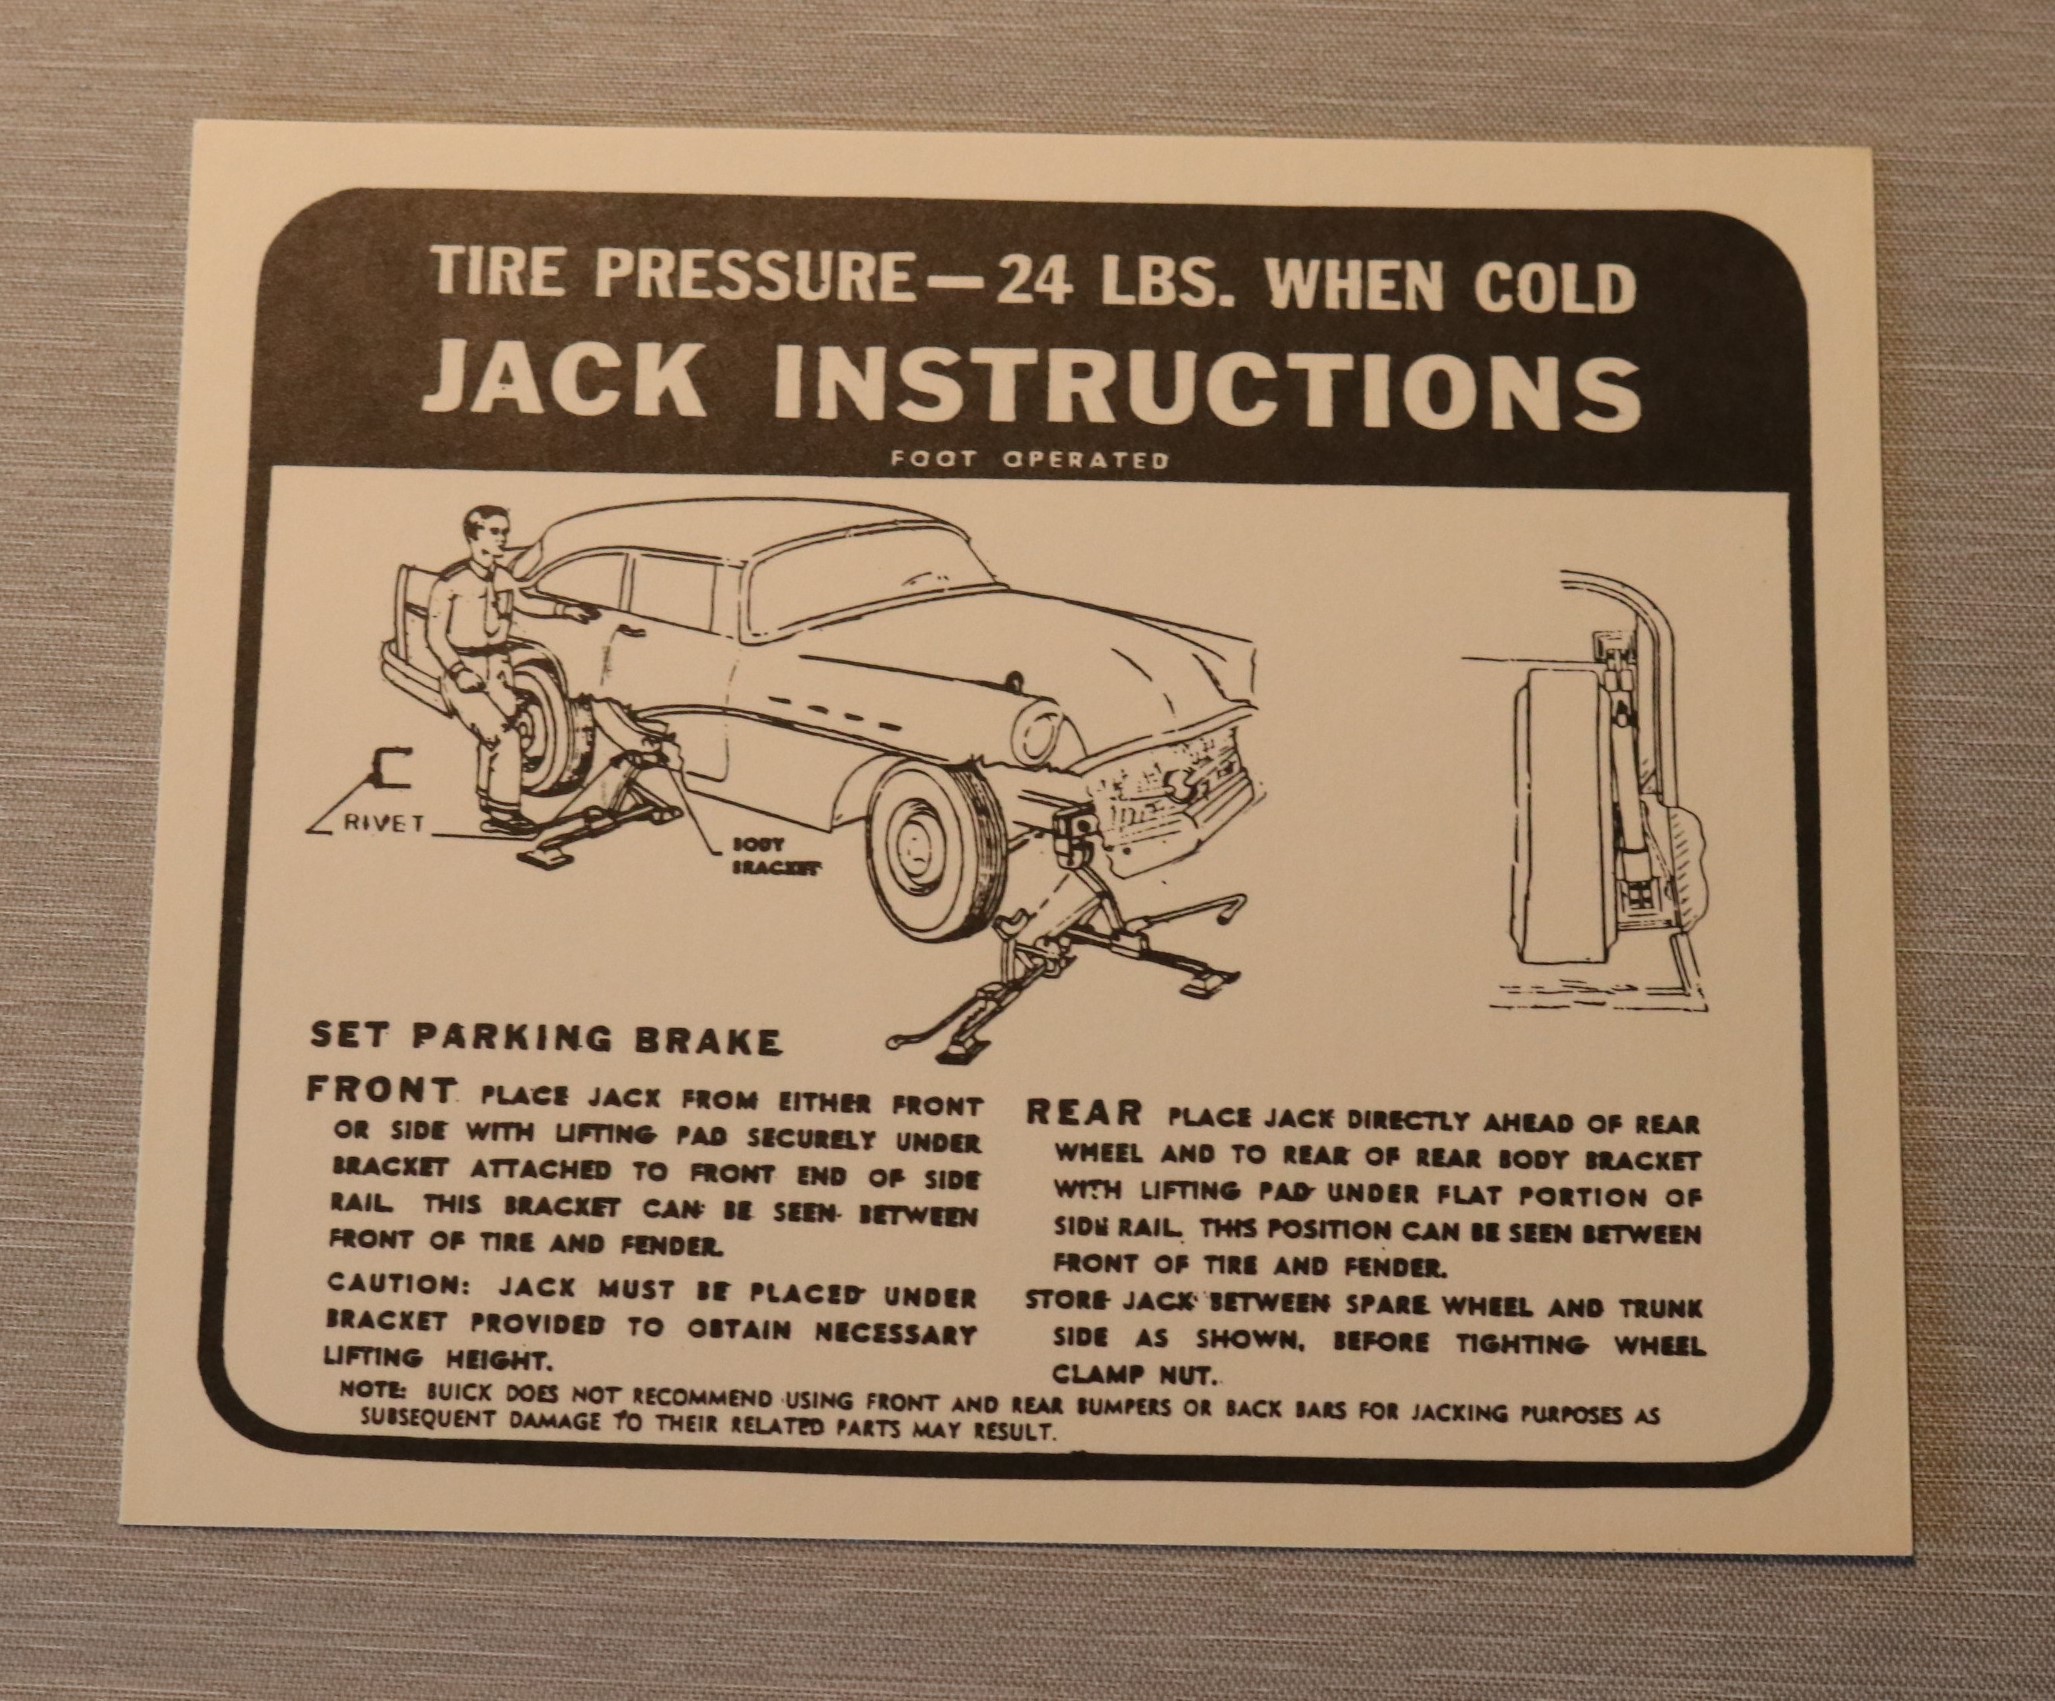 TIRE PRESSURE — 24 LBS. WHEN COLD
JACK INSTRUCTIONS
FOOT OPERATED
RIVET
BODY
BRACKET
SET PARKING BRAKE
FRONT PLACE JACK FROM EITHER FRONT
OR SIDE WITH LIFTING PAD SECURELY UNDER
BRACKET ATTACHED TO FRONT END OF SIDE
RAIL. THIS BRACKET CAN BE SEEN BETWEEN
FRONT OF TIRE AND FENDER.
CAUTION: JACK MUST BE PLACED UNDER
BRACKET PROVIDED TO OBTAIN NECESSARY
LIFTING HEIGHT.
REAR PLACE JACK DIRECTLY AHEAD OF REAR
WHEEL AND TO REAR OF REAR BODY BRACKET
WITH LIFTING PAD UNDER FLAT PORTION OF
SIDE RAIL. THIS POSITION CAN BE SEEN BETWEEN
FRONT OF TIRE AND FENDER.
STORE JACK BETWEEN SPARE WHEEL AND TRUNK
SIDE AS SHOWN, BEFORE TIGHTING WHEEL
CLAMP NUT.
NOTE: BUICK DOES NOT RECOMMEND USING FRONT AND REAR BUMPERS OR BACK BARS FOR JACKING PURPOSES AS
SUBSEQUENT DAMAGE TO THEIR RELATED PARTS MAY RESULT.